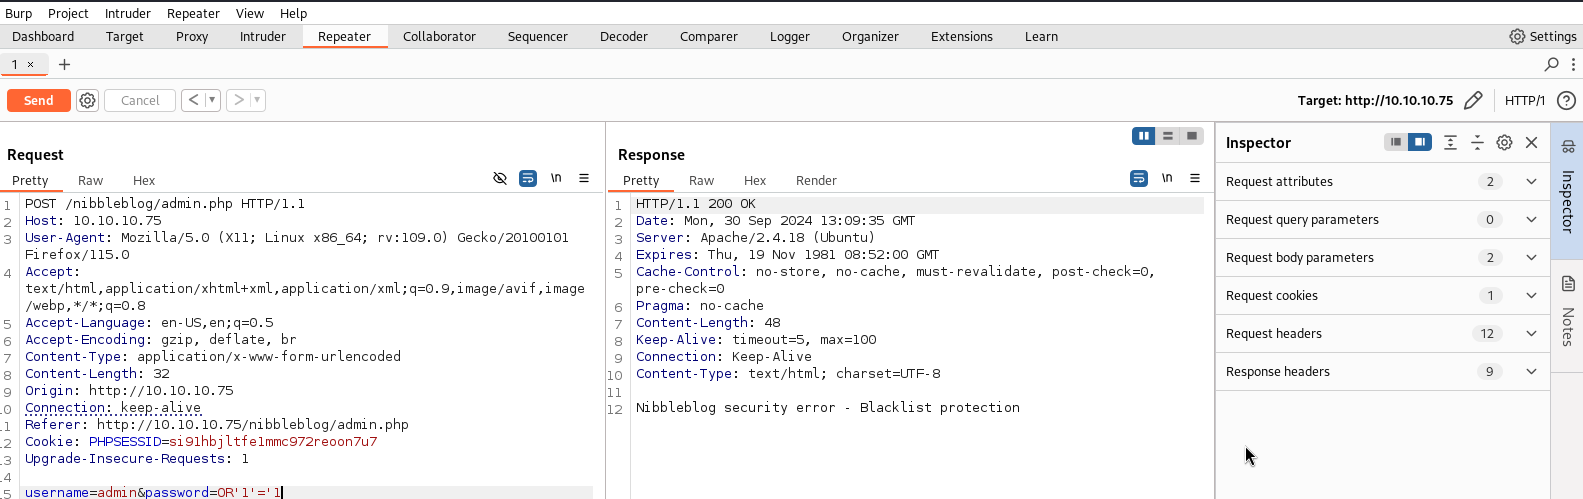 Burp Project Intruder Repeater View Help
Dashboard Target Proxy Intruder Repeater Collaborator Sequencer Decoder Comparer Logger Organizer Extensions Learn Settings
1 × +
Send Cancel < > Target: http://10.10.10.75 HTTP/1 ?
Request
Pretty Raw Hex \n
1 POST /nibbleblog/admin.php HTTP/1.1
2 Host: 10.10.10.75
3 User-Agent: Mozilla/5.0 (X11; Linux x86_64; rv:109.0) Gecko/20100101
Firefox/115.0
4 Accept:
text/html,application/xhtml+xml,application/xml;q=0.9,image/avif,image
/webp,*/*;q=0.8
5 Accept-Language: en-US,en;q=0.5
6 Accept-Encoding: gzip, deflate, br
7 Content-Type: application/x-www-form-urlencoded
8 Content-Length: 32
9 Origin: http://10.10.10.75
10 Connection: keep-alive
11 Referer: http://10.10.10.75/nibbleblog/admin.php
12 Cookie: PHPSESSID=si91hbjltfe1mmc972reoon7u7
13 Upgrade-Insecure-Requests: 1
14
15 username=admin&password=OR'1'='1
Response
Pretty Raw Hex Render \n
1 HTTP/1.1 200 OK
2 Date: Mon, 30 Sep 2024 13:09:35 GMT
3 Server: Apache/2.4.18 (Ubuntu)
4 Expires: Thu, 19 Nov 1981 08:52:00 GMT
5 Cache-Control: no-store, no-cache, must-revalidate, post-check=0,
pre-check=0
6 Pragma: no-cache
7 Content-Length: 48
8 Keep-Alive: timeout=5, max=100
9 Connection: Keep-Alive
10 Content-Type: text/html; charset=UTF-8
11
12 Nibbleblog security error - Blacklist protection
Inspector
Request attributes 2
Request query parameters 0
Request body parameters 2
Request cookies 1
Request headers 12
Response headers 9
Inspector
Notes